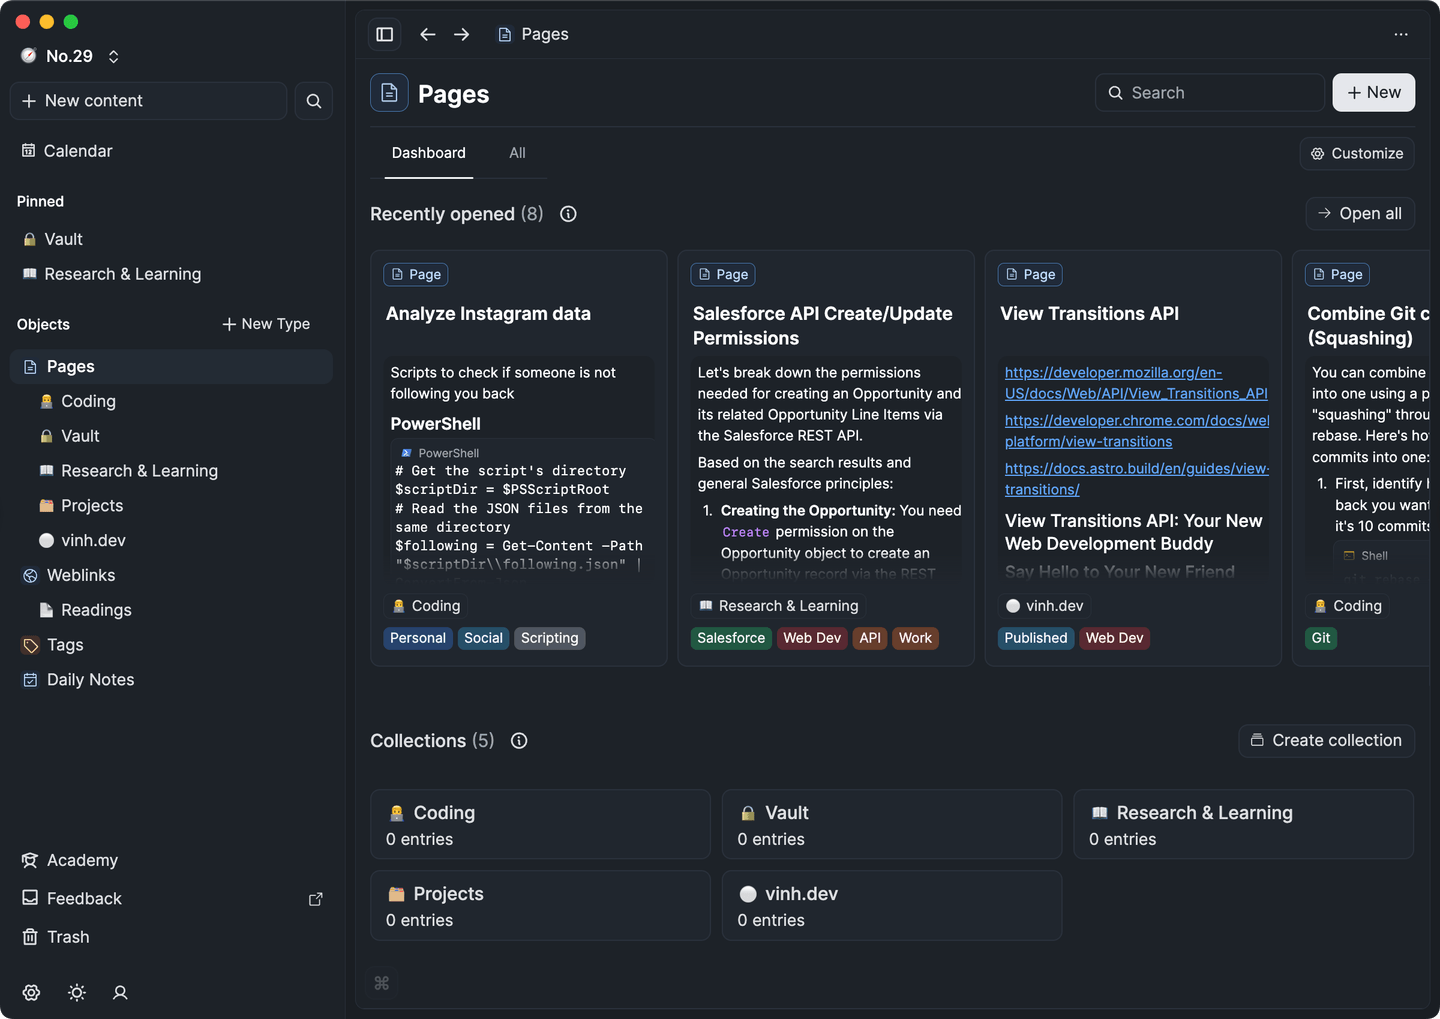 No.29
New content
Calendar
Pinned
Vault
Research & Learning
Objects
New Type
Pages
Coding
Vault
Research & Learning
Projects
vinh.dev
Weblinks
Readings
Tags
Daily Notes
Academy
Feedback
Trash
Pages
Pages
Search
New
Dashboard
All
Customize
Recently opened (8)
Open all
Page
Analyze Instagram data
Scripts to check if someone is not
following you back
PowerShell
PowerShell
# Get the script's directory
$scriptDir = $PSScriptRoot
# Read the JSON files from the
same directory
$following = Get-Content -Path
"$scriptDir\\following.json" |
Coding
Personal
Social
Scripting
Page
Salesforce API Create/Update
Permissions
Let's break down the permissions
needed for creating an Opportunity and
its related Opportunity Line Items via
the Salesforce REST API.
Based on the search results and
general Salesforce principles:
1. Creating the Opportunity: You need
Create permission on the
Opportunity object to create an
Opportunity record via the REST
Research & Learning
Salesforce
Web Dev
API
Work
Page
View Transitions API
https://developer.mozilla.org/en-
US/docs/Web/API/View_Transitions_API
https://developer.chrome.com/docs/we
platform/view-transitions
https://docs.astro.build/en/guides/view-
transitions/
View Transitions API: Your New
Web Development Buddy
Say Hello to Your New Friend
vinh.dev
Published
Web Dev
Page
Combine Git c
(Squashing)
You can combine
into one using a p
"squashing" throu
rebase. Here's ho
commits into one:
1. First, identify h
back you want
it's 10 commits
Shell
git rebase
Coding
Git
Collections (5)
Create collection
Coding
0 entries
Vault
0 entries
Research & Learning
0 entries
Projects
0 entries
vinh.dev
0 entries